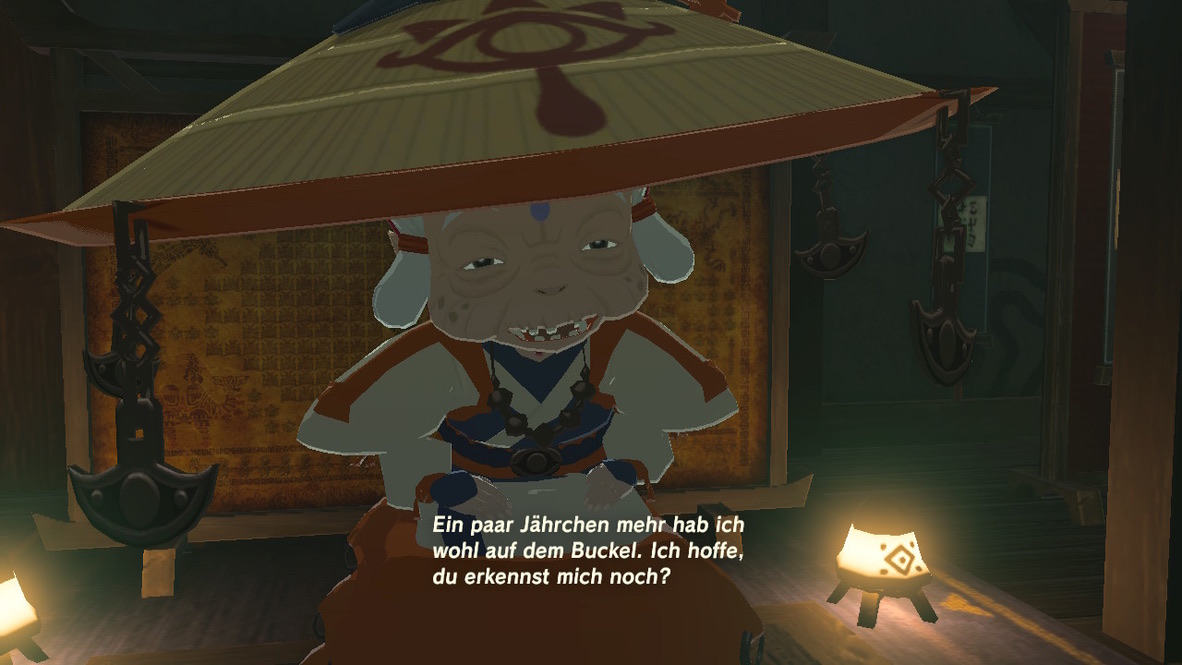 Ein paar Jährchen mehr hab ich
wohl auf dem Buckel. Ich hoffe,
du erkennst mich noch?